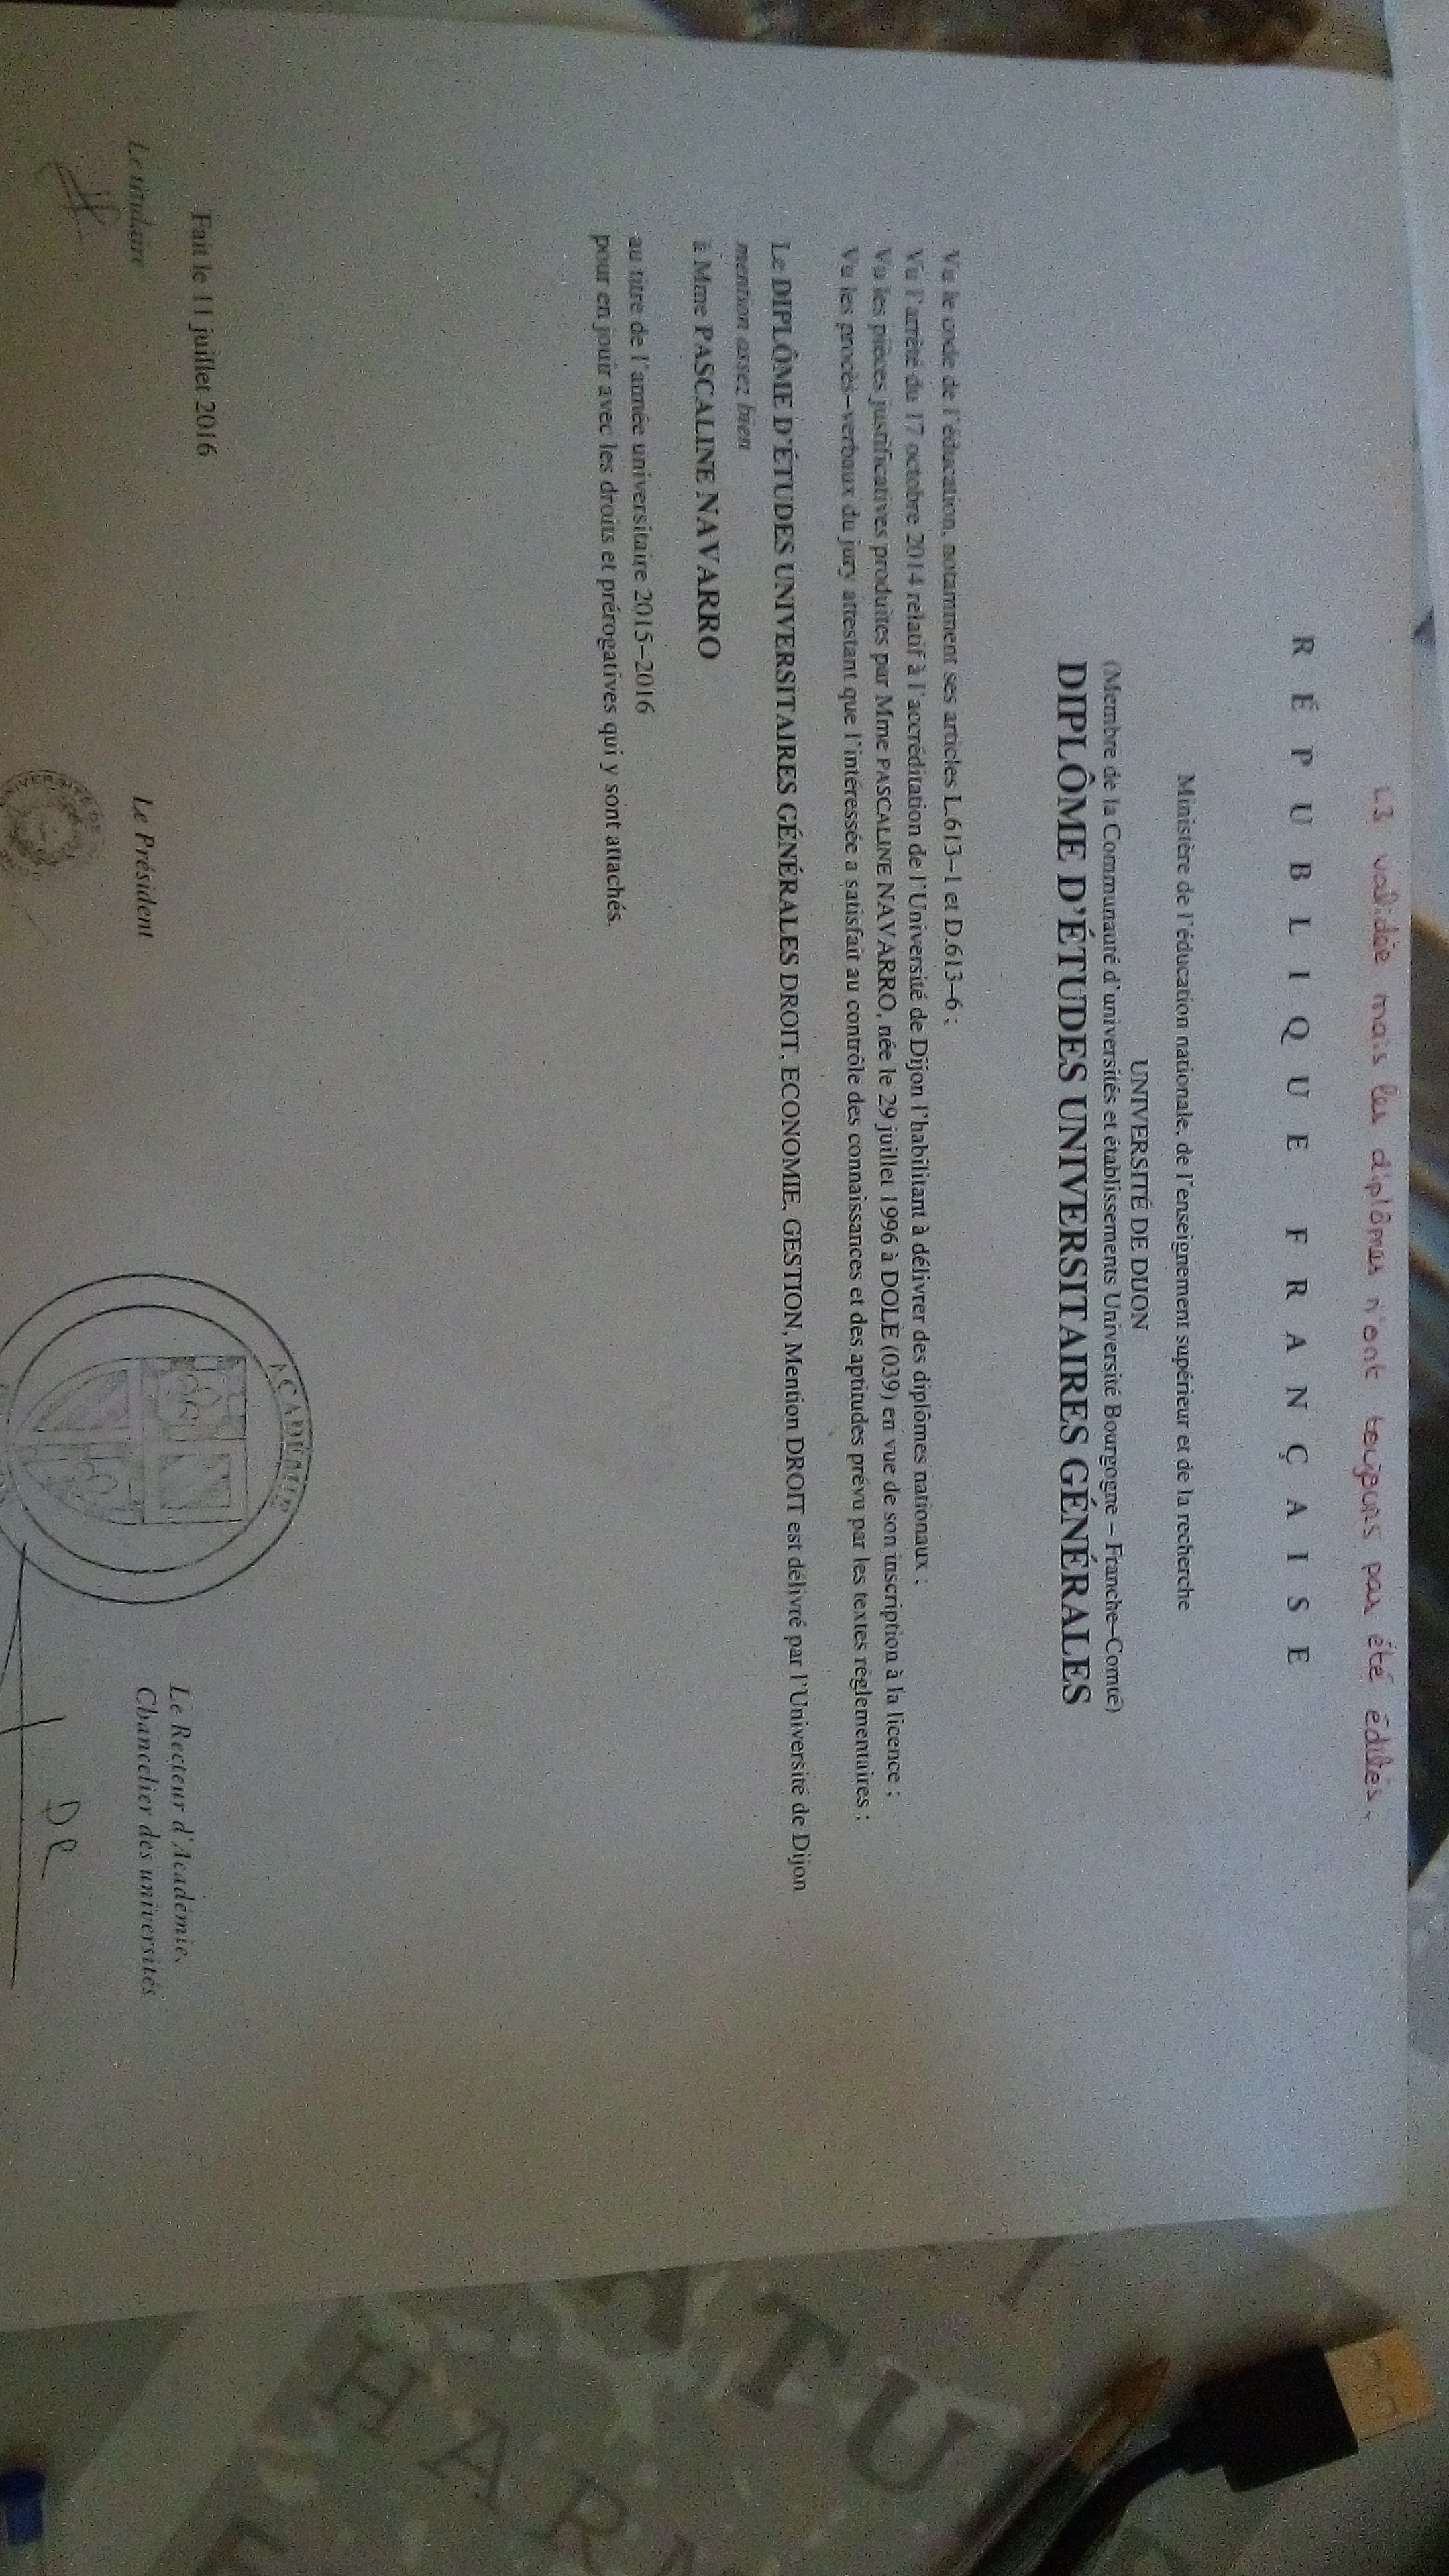 L3 validée mais les diplômes n'ont toujours pas été édités.
RÉPUBLIQUE FRANÇAISE
Ministère de l'éducation nationale, de l'enseignement supérieur et de la recherche
UNIVERSITÉ DE DIJON
(Membre de la Communauté d'universités et établissements Université Bourgogne – Franche–Comté)
DIPLÔME D'ÉTUDES UNIVERSITAIRES GÉNÉRALES
Vu le code de l'éducation, notamment ses articles L.613–1 et D.613–6 ;
Vu l'arrêté du 17 octobre 2014 relatif à l'accréditation de l'Université de Dijon l'habilitant à délivrer des diplômes nationaux ;
Vu les pièces justificatives produites par Mme PASCALINE NAVARRO, née le 29 juillet 1996 à DOLE (039) en vue de son inscription à la licence ;
Vu les procès–verbaux du jury attestant que l'intéressée a satisfait au contrôle des connaissances et des aptitudes prévu par les textes réglementaires ;
Le DIPLÔME D'ÉTUDES UNIVERSITAIRES GÉNÉRALES DROIT, ECONOMIE, GESTION, Mention DROIT est délivré par l'Université de Dijon
mention assez bien
à Mme PASCALINE NAVARRO
au titre de l'année universitaire 2015–2016
pour en jouir avec les droits et prérogatives qui y sont attachés.
Fait le 11 juillet 2016
Le titulaire
Le Président
Le Recteur d'Académie,
Chancelier des universités
UNIVERSITÉ DE
ACADÉMIE
DR
ATU
HARM